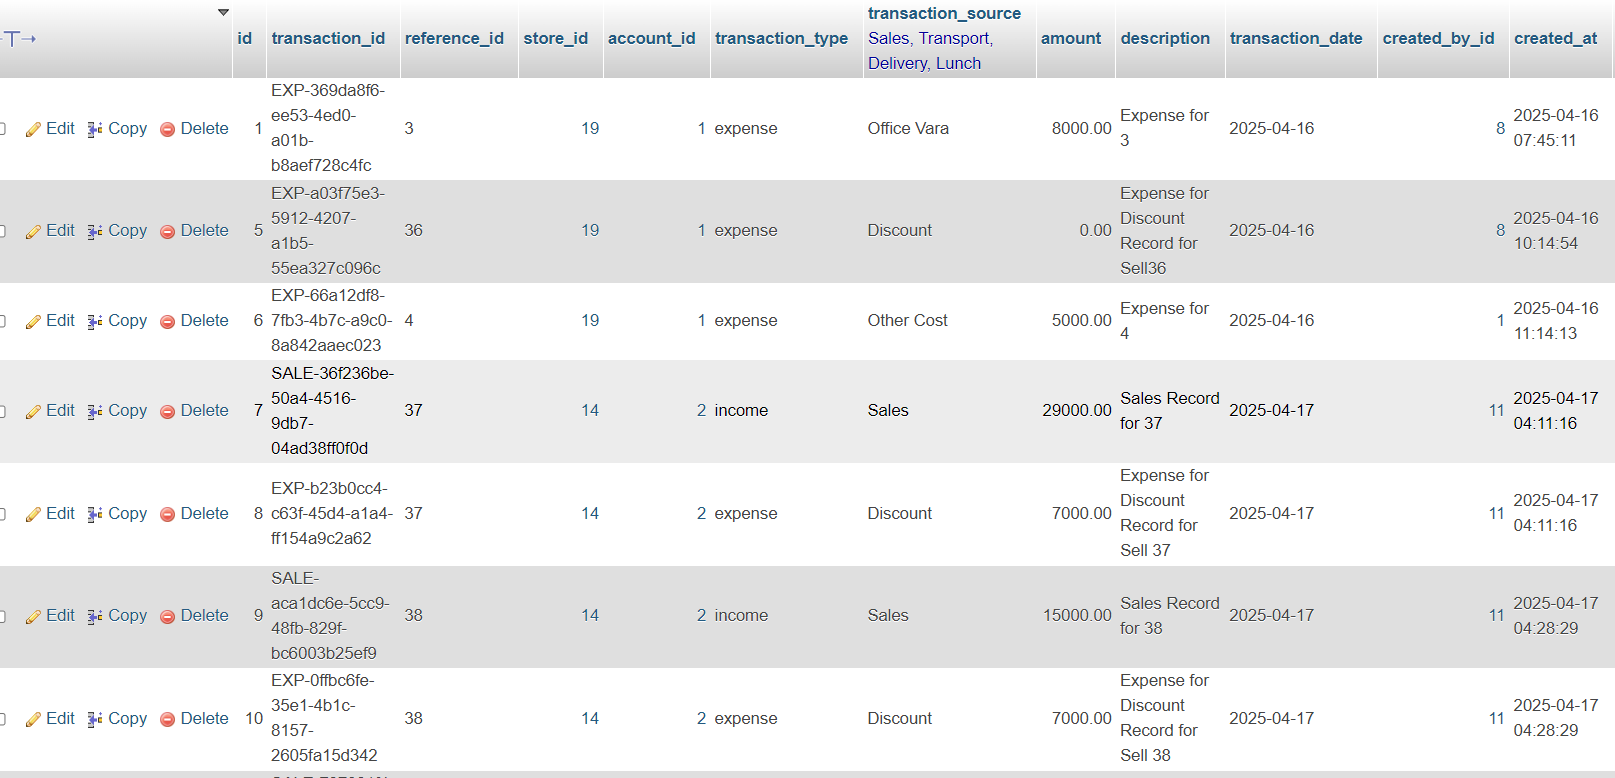 id transaction_id reference_id store_id account_id transaction_type transaction_source amount description transaction_date created_by_id created_at
Sales, Transport,
Delivery, Lunch
Edit Copy Delete 1 EXP-369da8f6-
ee53-4ed0-
a01b-
b8aef728c4fc
3 19 1 expense Office Vara 8000.00 Expense for
3
2025-04-16 8 2025-04-16
07:45:11
Edit Copy Delete 5 EXP-a03f75e3-
5912-4207-
a1b5-
55ea327c096c
36 19 1 expense Discount 0.00 Expense for
Discount
Record for
Sell36
2025-04-16 8 2025-04-16
10:14:54
Edit Copy Delete 6 EXP-66a12df8-
7fb3-4b7c-a9c0-
8a842aaec023
4 19 1 expense Other Cost 5000.00 Expense for
4
2025-04-16 1 2025-04-16
11:14:13
Edit Copy Delete 7 SALE-36f236be-
50a4-4516-
9db7-
04ad38ff0f0d
37 14 2 income Sales 29000.00 Sales Record
for 37
2025-04-17 11 2025-04-17
04:11:16
Edit Copy Delete 8 EXP-b23b0cc4-
c63f-45d4-a1a4-
ff154a9c2a62
37 14 2 expense Discount 7000.00 Expense for
Discount
Record for
Sell 37
2025-04-17 11 2025-04-17
04:11:16
Edit Copy Delete 9 SALE-
aca1dc6e-5cc9-
48fb-829f-
bc6003b25ef9
38 14 2 income Sales 15000.00 Sales Record
for 38
2025-04-17 11 2025-04-17
04:28:29
Edit Copy Delete 10 EXP-0ffbc6fe-
35e1-4b1c-
8157-
2605fa15d342
38 14 2 expense Discount 7000.00 Expense for
Discount
Record for
Sell 38
2025-04-17 11 2025-04-17
04:28:29